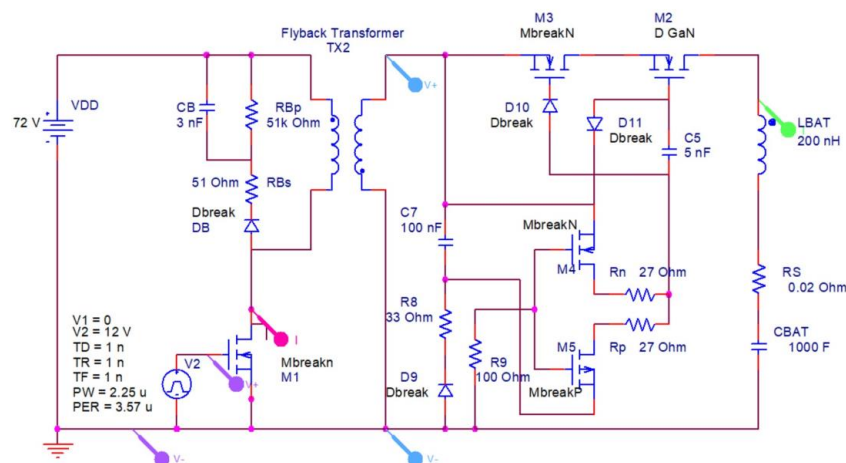 Flyback Transformer
TX2
M3
MbreakN
M2
D GaN
VDD
72 V
CB
3 nF
RBp
51k Ohm
V+
D10
Dbreak
D11
Dbreak
C5
5 nF
LBAT
200 nH
51 Ohm
RBs
Dbreak
DB
C7
100 nF
MbreakN
M4
Rn
27 Ohm
RS
0.02 Ohm
R8
33 Ohm
Rp
27 Ohm
M5
MbreakP
R9
100 Ohm
CBAT
1000 F
D9
Dbreak
V1 = 0
V2 = 12 V
TD = 1 n
TR = 1 n
TF = 1 n
PW = 2.25 u
PER = 3.57 u
V2
I
V+
Mbreakn
M1
V-
V-